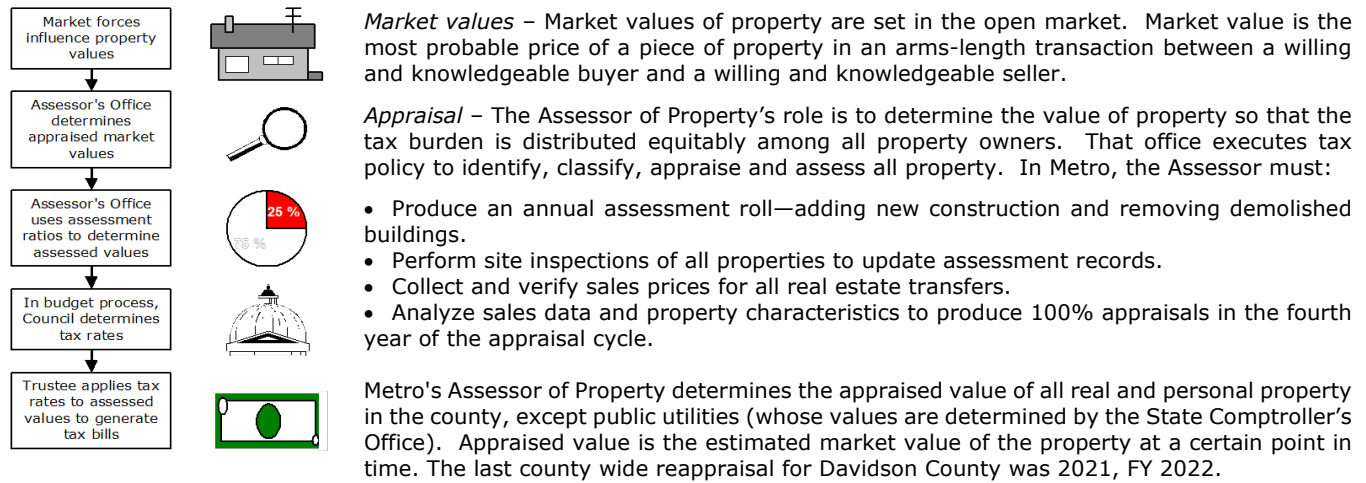 Market forces
influence property
values
Assessor's Office
determines
appraised market
values
Assessor's Office
uses assessment
ratios to determine
assessed values
In budget process,
Council determines
tax rates
Trustee applies tax
rates to assessed
values to generate
tax bills
25 %
75 %
Market values – Market values of property are set in the open market. Market value is the
most probable price of a piece of property in an arms-length transaction between a willing
and knowledgeable buyer and a willing and knowledgeable seller.
Appraisal – The Assessor of Property’s role is to determine the value of property so that the
tax burden is distributed equitably among all property owners. That office executes tax
policy to identify, classify, appraise and assess all property. In Metro, the Assessor must:
• Produce an annual assessment roll—adding new construction and removing demolished
buildings.
• Perform site inspections of all properties to update assessment records.
• Collect and verify sales prices for all real estate transfers.
• Analyze sales data and property characteristics to produce 100% appraisals in the fourth
year of the appraisal cycle.
Metro's Assessor of Property determines the appraised value of all real and personal property
in the county, except public utilities (whose values are determined by the State Comptroller’s
Office). Appraised value is the estimated market value of the property at a certain point in
time. The last county wide reappraisal for Davidson County was 2021, FY 2022.